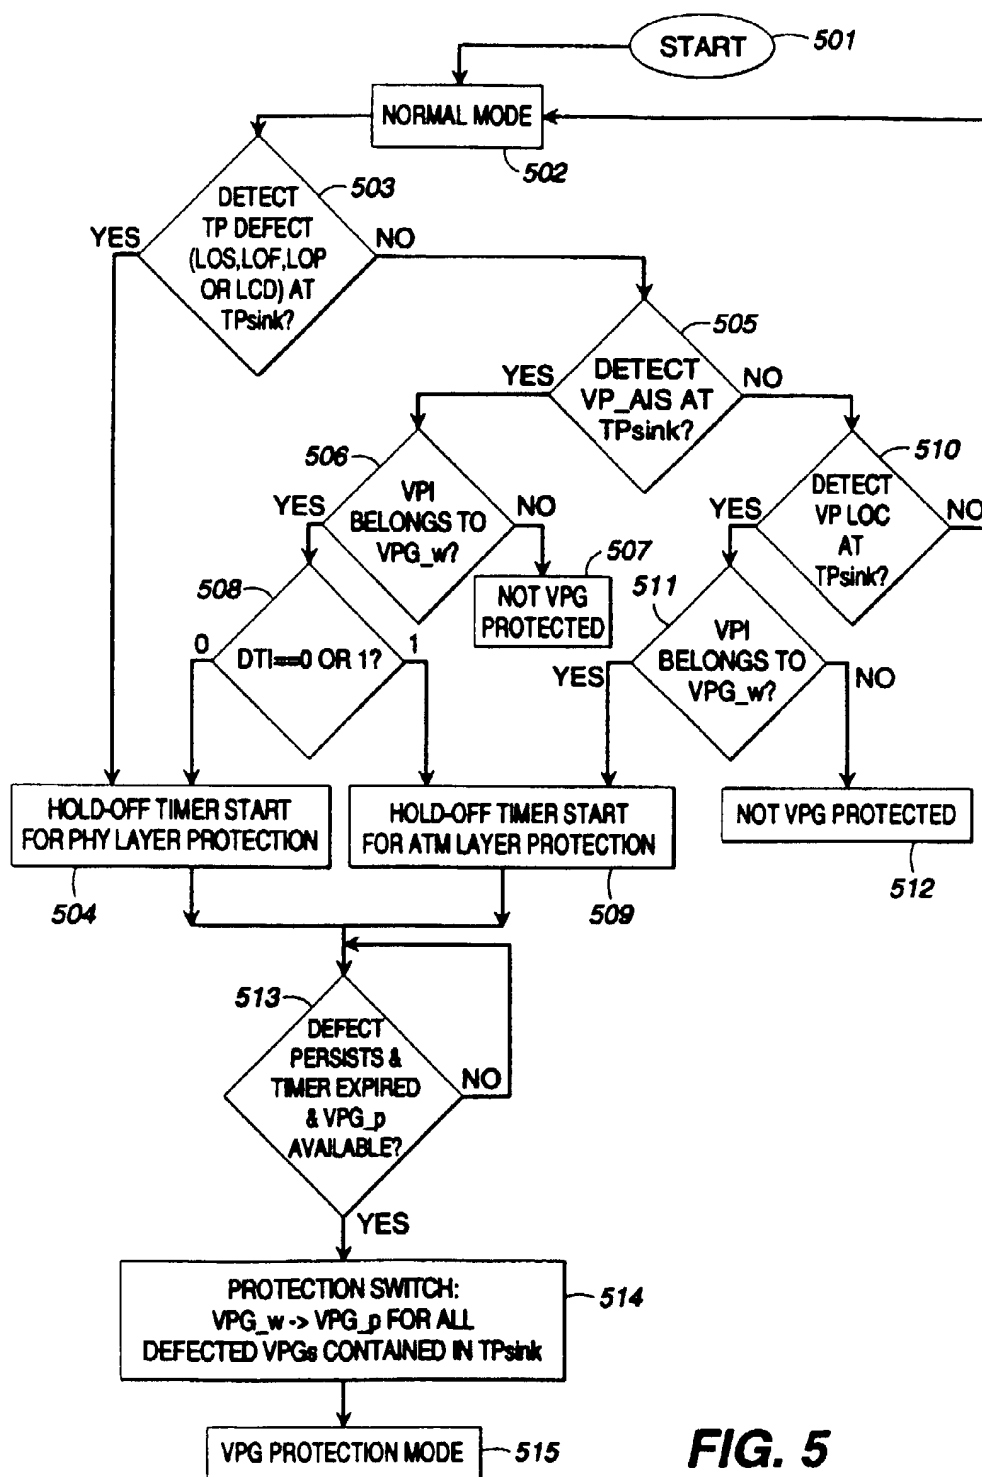 START
501
NORMAL MODE
502
503
DETECT
TP DEFECT
(LOS,LOF,LOP
OR LCD) AT
TPsink?
YES
NO
505
DETECT
VP_AIS AT
TPsink?
YES
NO
506
VPI
BELONGS TO
VPG_w?
YES
NO
510
DETECT
VP LOC
AT
TPsink?
YES
NO
507
NOT VPG
PROTECTED
508
DTI==0 OR 1?
0
1
511
VPI
BELONGS TO
VPG_w?
YES
NO
HOLD-OFF TIMER START
FOR PHY LAYER PROTECTION
504
HOLD-OFF TIMER START
FOR ATM LAYER PROTECTION
509
NOT VPG PROTECTED
512
513
DEFECT
PERSISTS &
TIMER EXPIRED
& VPG_p
AVAILABLE?
NO
YES
PROTECTION SWITCH:
VPG_w -> VPG_p FOR ALL
DEFECTED VPGs CONTAINED IN TPsink
514
VPG PROTECTION MODE
515
FIG. 5